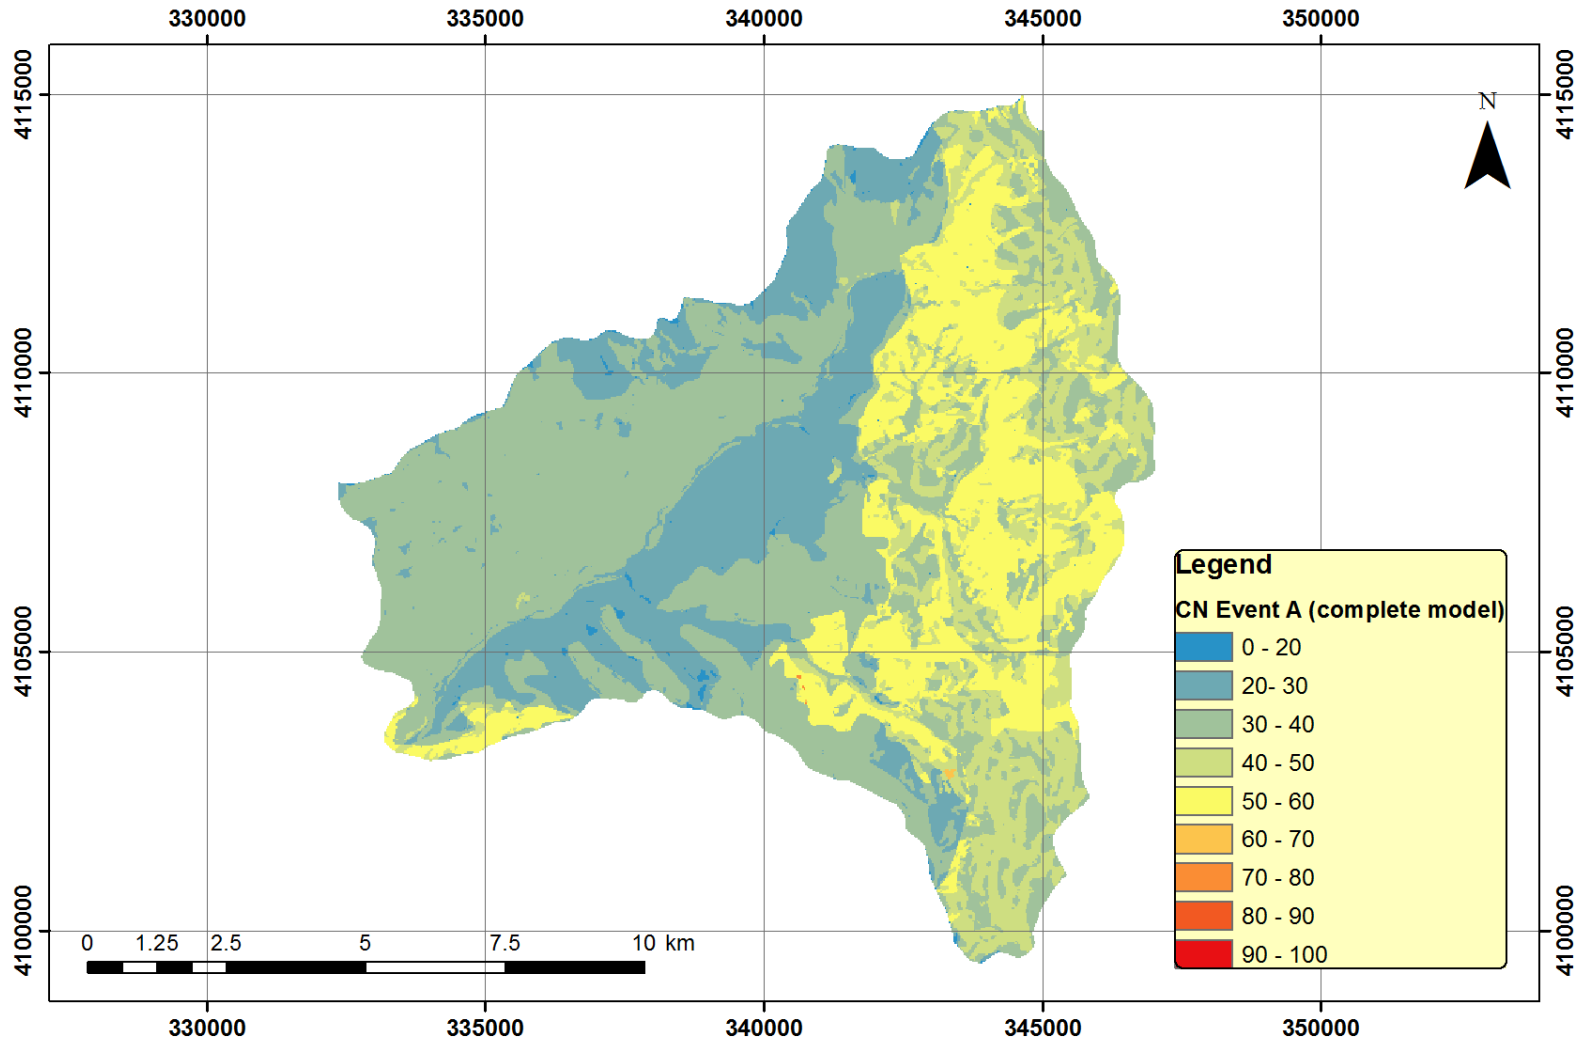 330000 335000 340000 345000 350000
4115000 4115000
N
4110000 4110000
4105000 4105000
4100000 4100000
Legend
CN Event A (complete model)
0 - 20
20- 30
30 - 40
40 - 50
50 - 60
60 - 70
70 - 80
80 - 90
90 - 100
0 1.25 2.5 5 7.5 10 km
330000 335000 340000 345000 350000